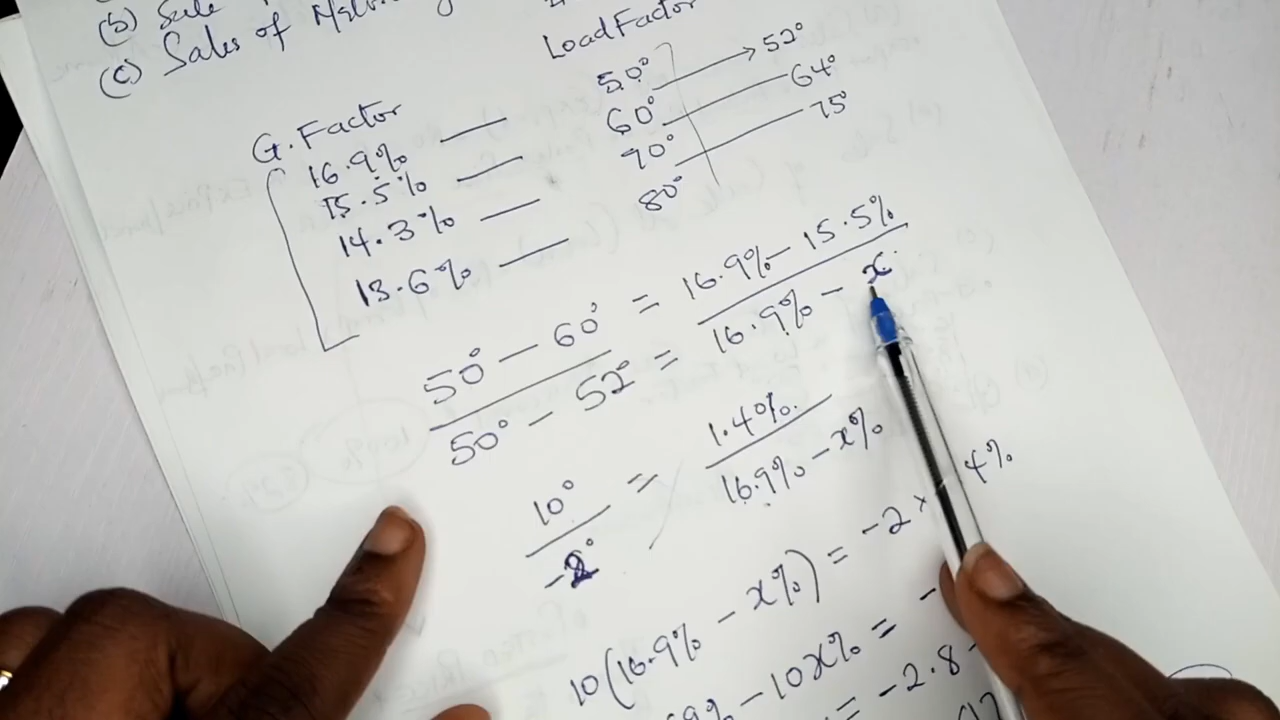 (b) Sale
(c) Sales of
Load Factor
G. Factor
16.9% —
15.5% —
14.3% —
13.6% —
50° → 52°
60° — 64°
70° — 75°
80°
50° — 60° = 16.9% — 15.5%
50° — 52° = 16.9% — x
10° = 1.4%
-2° 16.9% — x%
10(16.9% — x%) = -2 × 4%
9% — 10x% = -
= -2.8 -